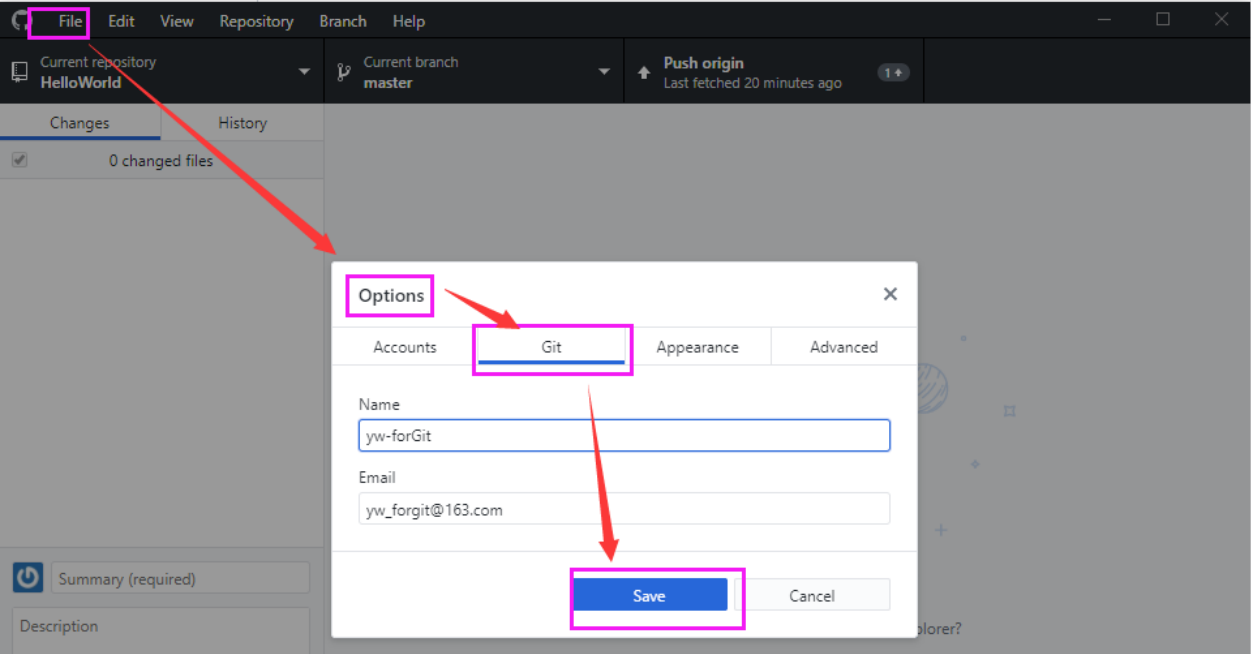 File Edit View Repository Branch Help
Current repository
HelloWorld
Current branch
master
Push origin
Last fetched 20 minutes ago
1
Changes History
0 changed files
Options
Accounts Git Appearance Advanced
Name
yw-forGit
Email
yw_forgit@163.com
Save Cancel
Summary (required)
Description
plorer?